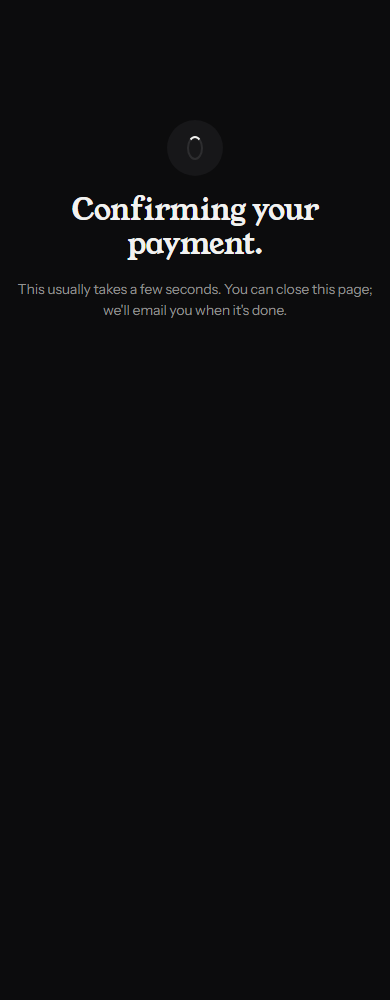 Confirming your
payment.
This usually takes a few seconds. You can close this page;
we'll email you when it's done.